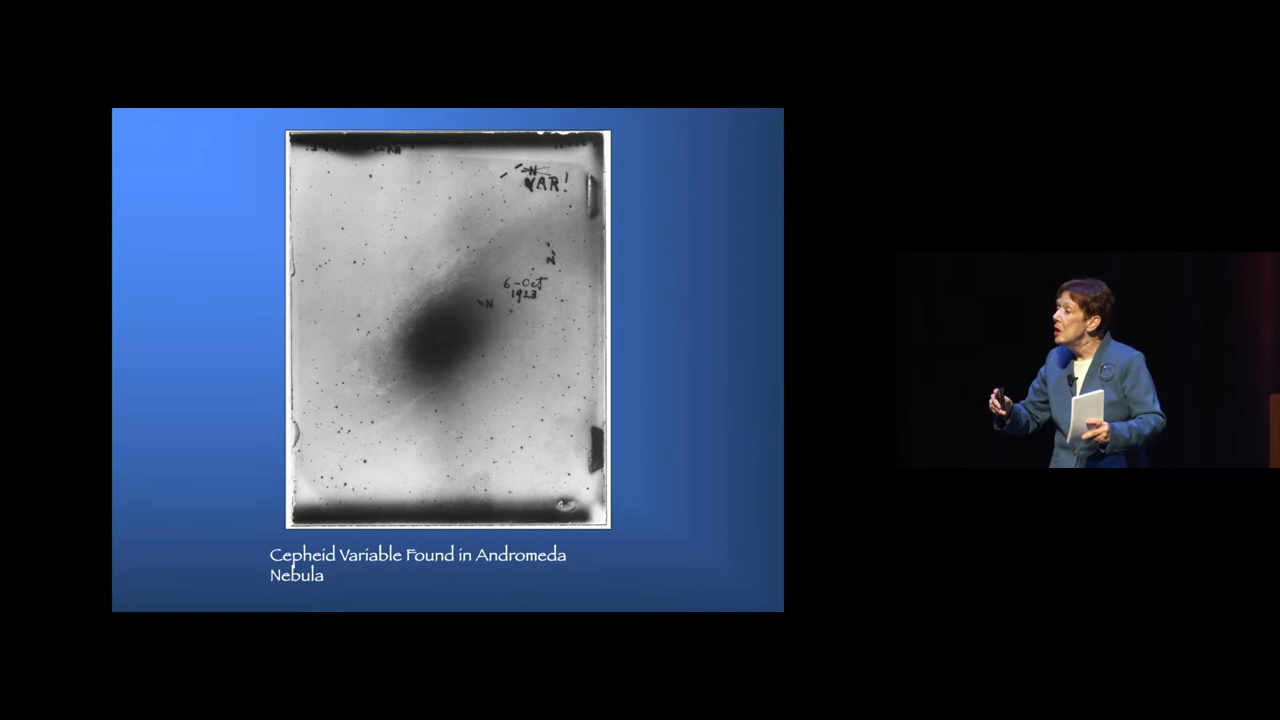 N
VAR!
N
6-Oct
1923
N
Cepheid Variable Found in Andromeda
Nebula